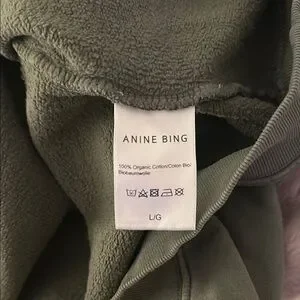 ANINE BING
100% Organic Cotton/Coton Bio/
Biobaumwolle
L/G